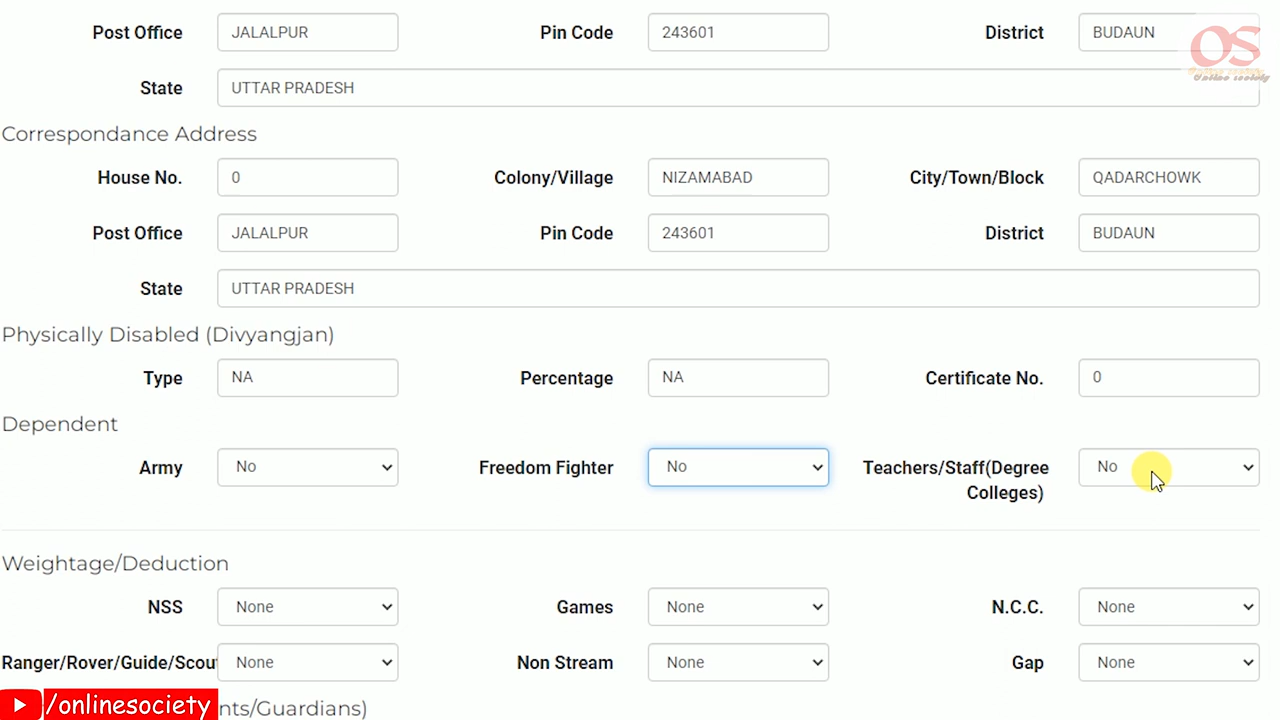 Post Office JALALPUR Pin Code 243601 District BUDAUN
OS
Online society
Online society
State UTTAR PRADESH
Correspondance Address
House No. 0 Colony/Village NIZAMABAD City/Town/Block QADARCHOWK
Post Office JALALPUR Pin Code 243601 District BUDAUN
State UTTAR PRADESH
Physically Disabled (Divyangjan)
Type NA Percentage NA Certificate No. 0
Dependent
Army No Freedom Fighter No Teachers/Staff(Degree No
Colleges)
Weightage/Deduction
NSS None Games None N.C.C. None
Ranger/Rover/Guide/Scou None Non Stream None Gap None
/onlinesociety nts/Guardians)